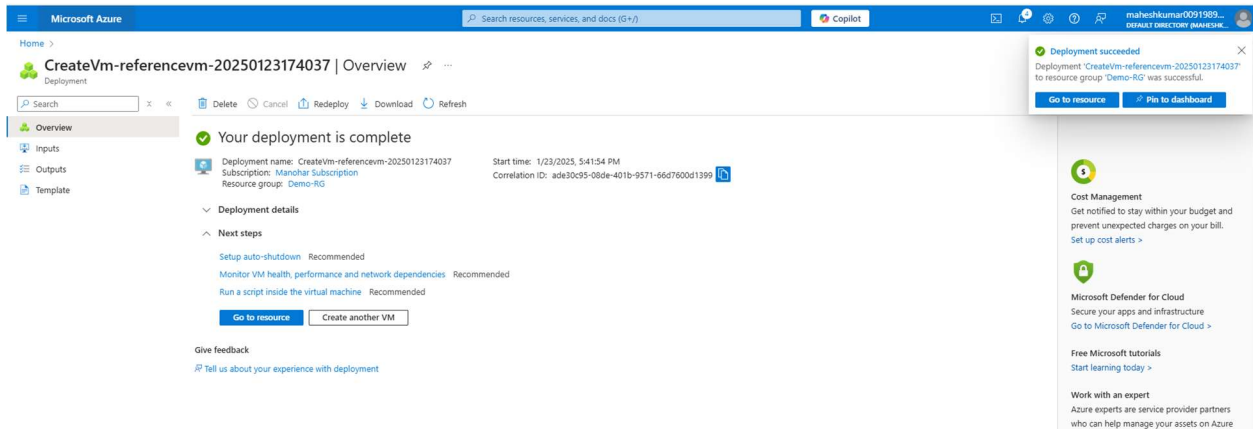 Microsoft Azure
Search resources, services, and docs (G+/)
Copilot
4
maheshkumar0091989...
DEFAULT DIRECTORY (MAHESHK...
Home >
CreateVm-referencevm-20250123174037 | Overview
Deployment
Search
Overview
Inputs
Outputs
Template
Delete Cancel Redeploy Download Refresh
Your deployment is complete
Deployment name: CreateVm-referencevm-20250123174037
Subscription: Manohar Subscription
Resource group: Demo-RG
Start time: 1/23/2025, 5:41:54 PM
Correlation ID: ade30c95-08de-401b-9571-66d7600d1399
Deployment details
Next steps
Setup auto-shutdown Recommended
Monitor VM health, performance and network dependencies Recommended
Run a script inside the virtual machine Recommended
Go to resource Create another VM
Give feedback
Tell us about your experience with deployment
Deployment succeeded
Deployment 'CreateVm-referencevm-20250123174037'
to resource group 'Demo-RG' was successful.
Go to resource Pin to dashboard
Cost Management
Get notified to stay within your budget and
prevent unexpected charges on your bill.
Set up cost alerts >
Microsoft Defender for Cloud
Secure your apps and infrastructure
Go to Microsoft Defender for Cloud >
Free Microsoft tutorials
Start learning today >
Work with an expert
Azure experts are service provider partners
who can help manage your assets on Azure